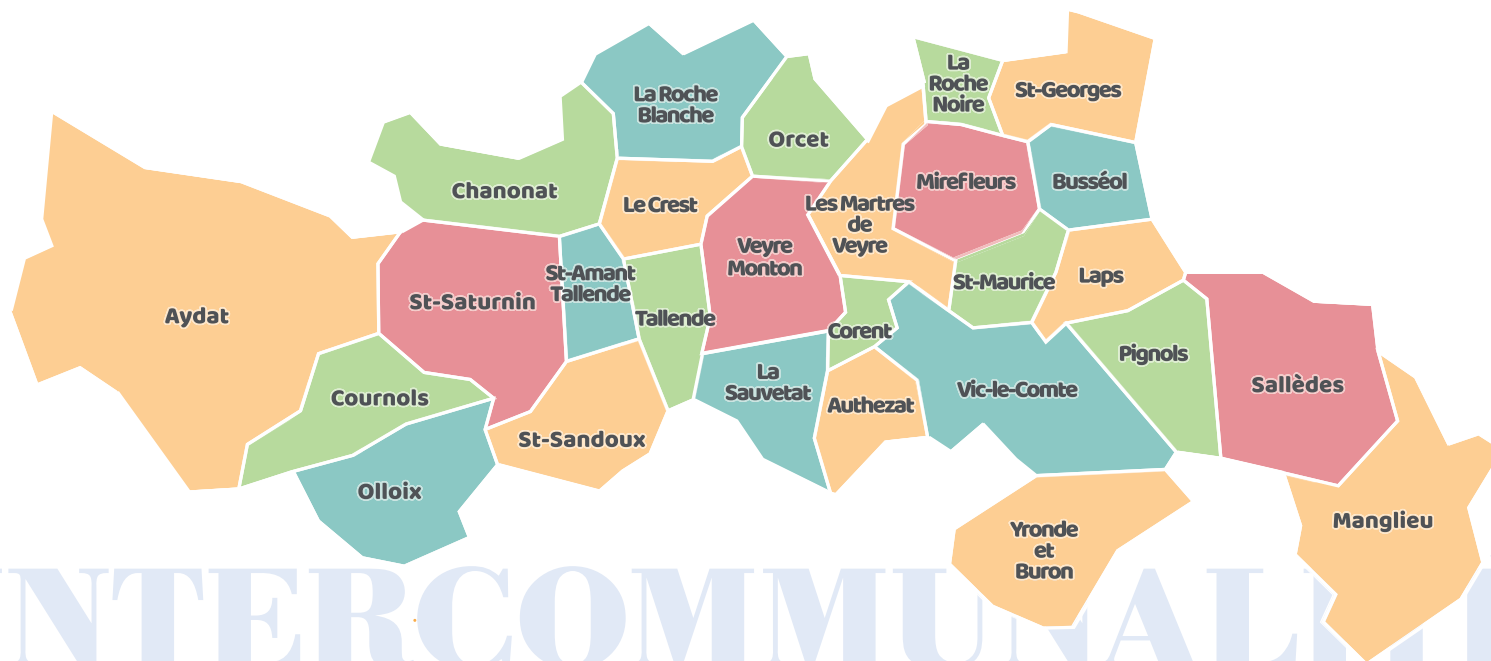 La
Roche
Noire
St-Georges
La Roche
Blanche
Orcet
Chanonat
Le Crest
Mirefleurs
Busséol
Les Martres
de
Veyre
Veyre
Monton
St-Amant
Tallende
St-Maurice
Laps
St-Saturnin
Aydat
Tallende
Corent
Pignols
La
Sauvetat
Vic-le-Comte
Sallèdes
Cournols
Authezat
St-Sandoux
Olloix
Manglieu
Yronde
et
Buron
NTERCOMMUNALIT